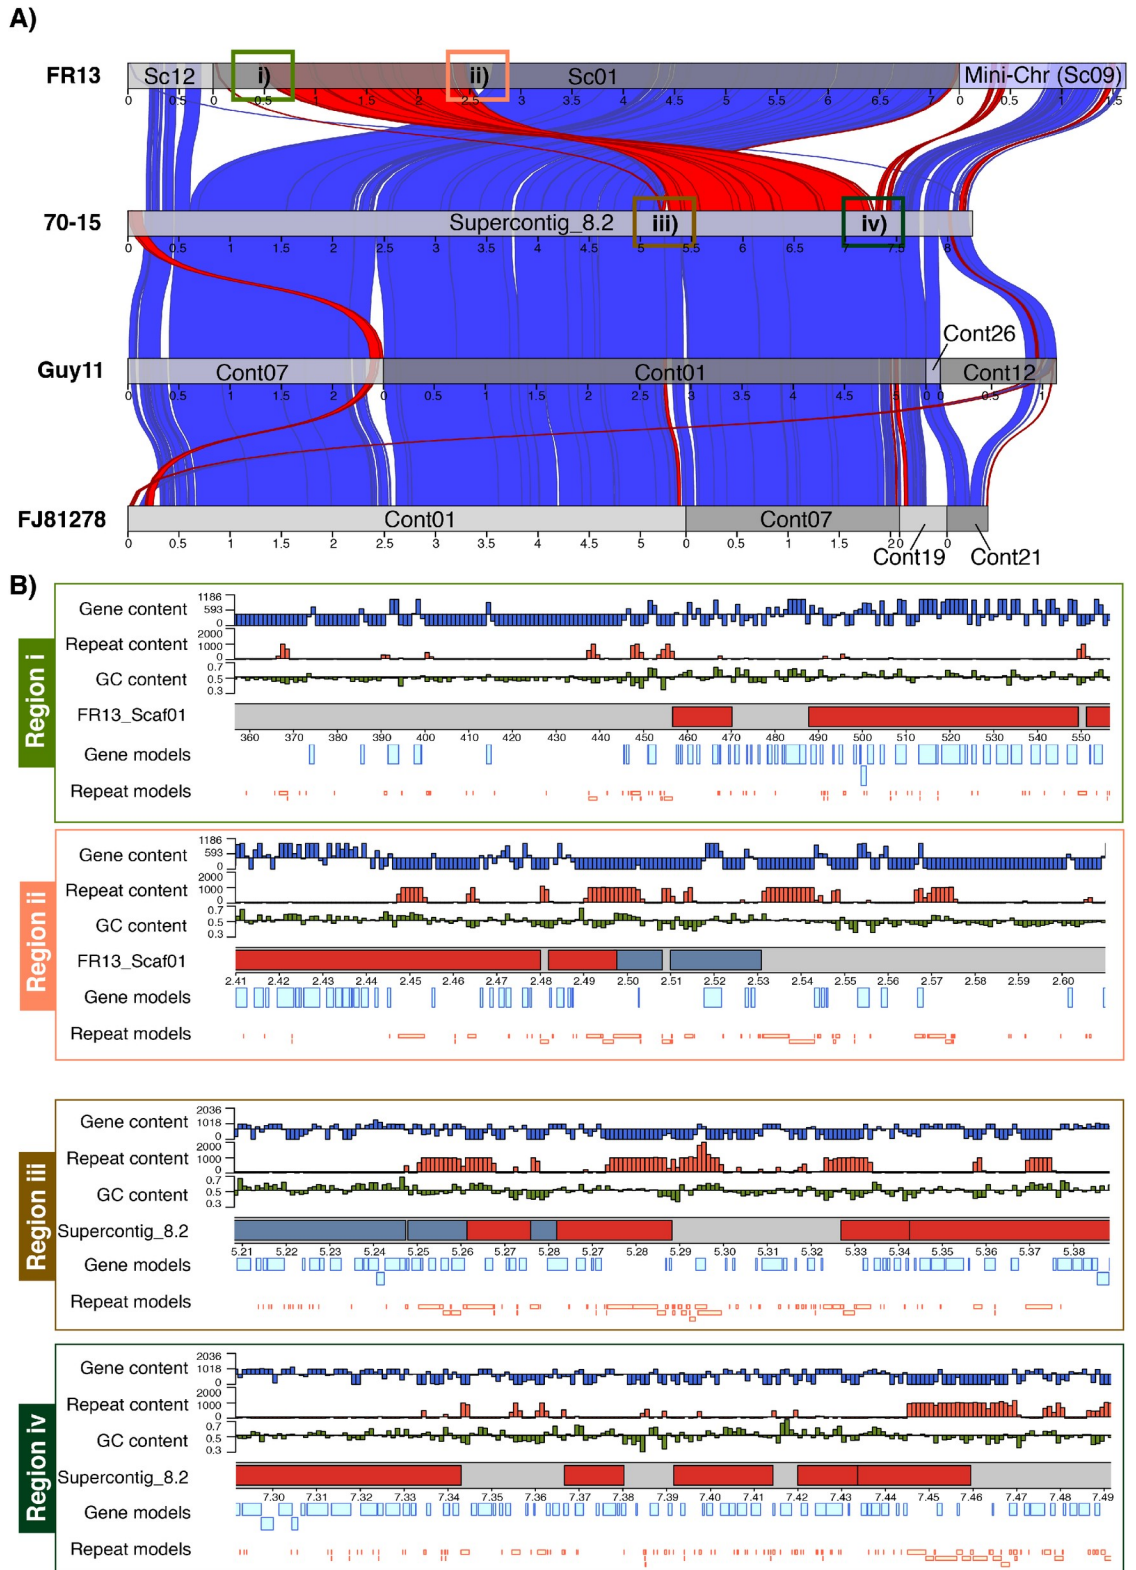 A)
FR13
Sc12
i)
ii)
Sc01
Mini-Chr (Sc09)
0 0.5 0 0.5 1 1.5 2 2.5 3 3.5 4 4.5 5 5.5 6 6.5 7 0 0.5 1 1.5
70-15
Supercontig_8.2
iii)
iv)
0 0.5 1 1.5 2 2.5 3 3.5 4 4.5 5 5.5 6 6.5 7 7.5 8
Cont26
Guy11
Cont07
Cont01
Cont12
0 0.5 1 1.5 2 0 0.5 1 1.5 2 2.5 3 3.5 4 4.5 5 0 0 0.5 1
FJ81278
Cont01
Cont07
0 0.5 1 1.5 2 2.5 3 3.5 4 4.5 5 0 0.5 1 1.5 2 0 0
Cont19
Cont21
B)
Region i
Gene content
1186
593
0
Repeat content
2000
1000
0
GC content
0.7
0.5
0.3
FR13_Scaf01
360 370 380 390 400 410 420 430 440 450 460 470 480 490 500 510 520 530 540 550
Gene models
Repeat models
Region ii
Gene content
1186
593
0
Repeat content
2000
1000
0
GC content
0.7
0.5
0.3
FR13_Scaf01
2.41 2.42 2.43 2.44 2.45 2.46 2.47 2.48 2.49 2.50 2.51 2.52 2.53 2.54 2.55 2.56 2.57 2.58 2.59 2.60
Gene models
Repeat models
Region iii
Gene content
2036
1018
0
Repeat content
2000
1000
0
GC content
0.7
0.5
0.3
Supercontig_8.2
5.21 5.22 5.23 5.24 5.25 5.26 5.27 5.28 5.27 5.28 5.29 5.30 5.31 5.32 5.33 5.34 5.35 5.36 5.37 5.38
Gene models
Repeat models
Region iv
Gene content
2036
1018
0
Repeat content
2000
1000
0
GC content
0.7
0.5
0.3
Supercontig_8.2
7.30 7.31 7.32 7.33 7.34 7.35 7.36 7.37 7.38 7.39 7.40 7.41 7.42 7.43 7.44 7.45 7.46 7.47 7.48 7.49
Gene models
Repeat models